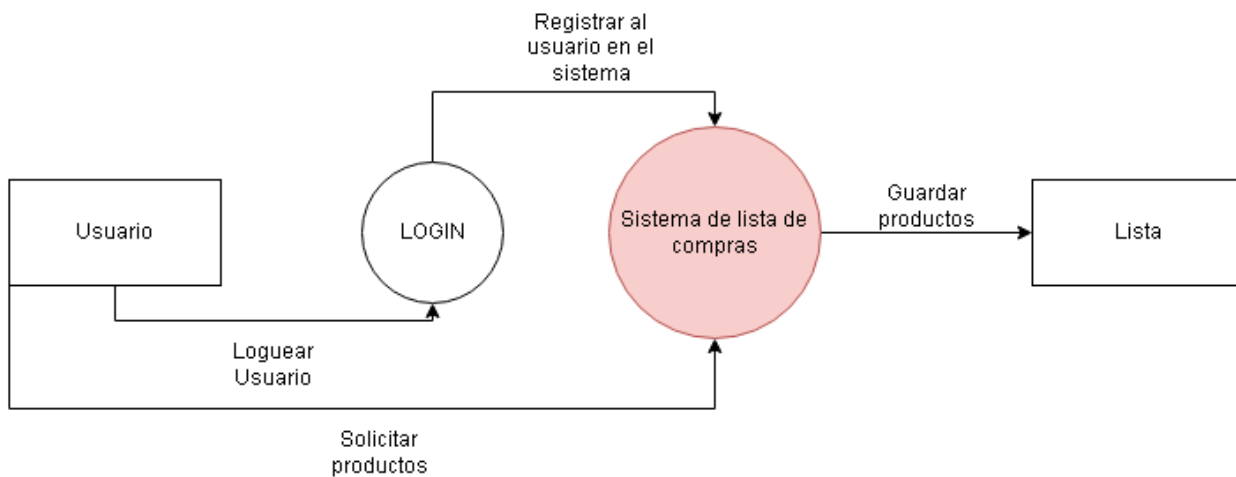 Registrar al
usuario en el
sistema
Usuario
LOGIN
Sistema de lista de
compras
Guardar
productos
Lista
Loguear
Usuario
Solicitar
productos